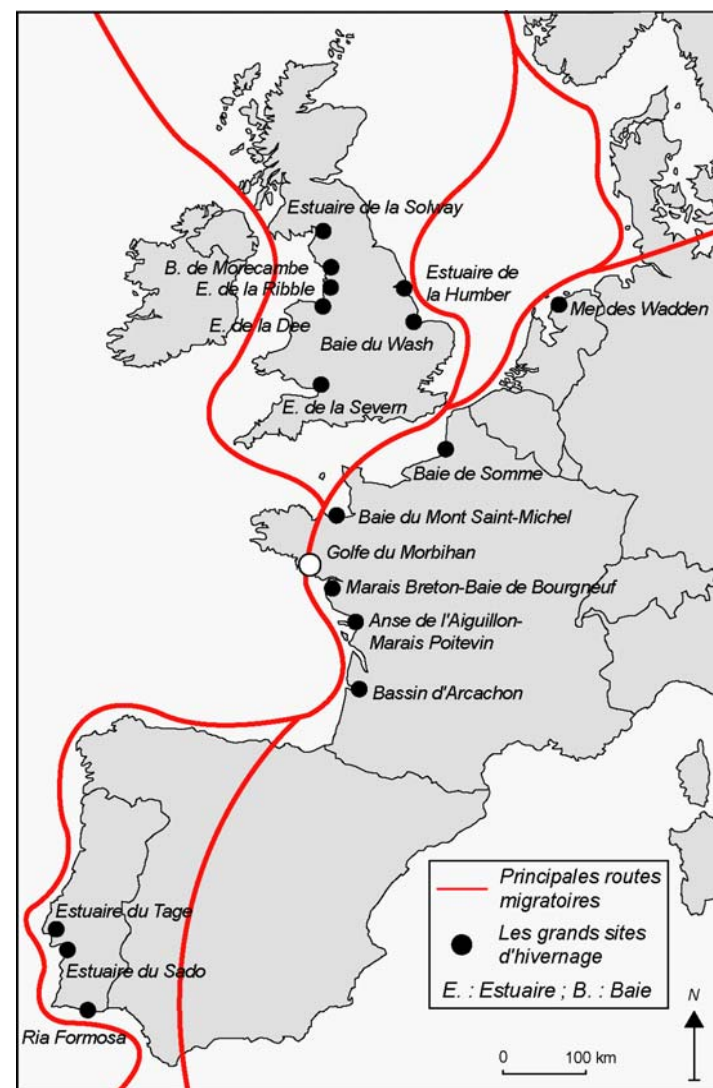 Estuaire de la Solway
B. de Morecambe
E. de la Ribble
E. de la Dee
Estuaire de
la Humber
Baie du Wash
Mer des Wadden
E. de la Severn
Baie de Somme
Baie du Mont Saint-Michel
Golfe du Morbihan
Marais Breton-Baie de Bourgneuf
Anse de l'Aiguillon-
Marais Poitevin
Bassin d'Arcachon
Estuaire du Tage
Estuaire du Sado
Ria Formosa
Principales routes
migratoires
Les grands sites
d'hivernage
E. : Estuaire ; B. : Baie
N
0 100 km